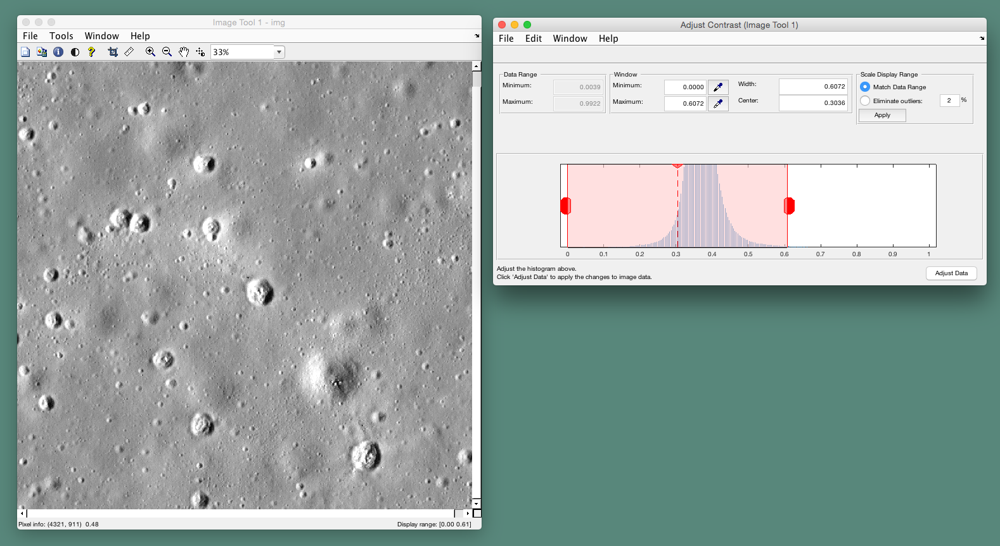 Image Tool 1 - img
File Tools Window Help
33%
Pixel info: (4321, 911) 0.48
Display range: [0.00 0.61]
Adjust Contrast (Image Tool 1)
File Edit Window Help
Data Range
Minimum: 0.0039
Maximum: 0.9922
Window
Minimum: 0.0000
Maximum: 0.6072
Width: 0.6072
Center: 0.3036
Scale Display Range
Match Data Range
Eliminate outliers: 2 %
Apply
0 0.1 0.2 0.3 0.4 0.5 0.6 0.7 0.8 0.9 1
Adjust the histogram above.
Click 'Adjust Data' to apply the changes to image data.
Adjust Data